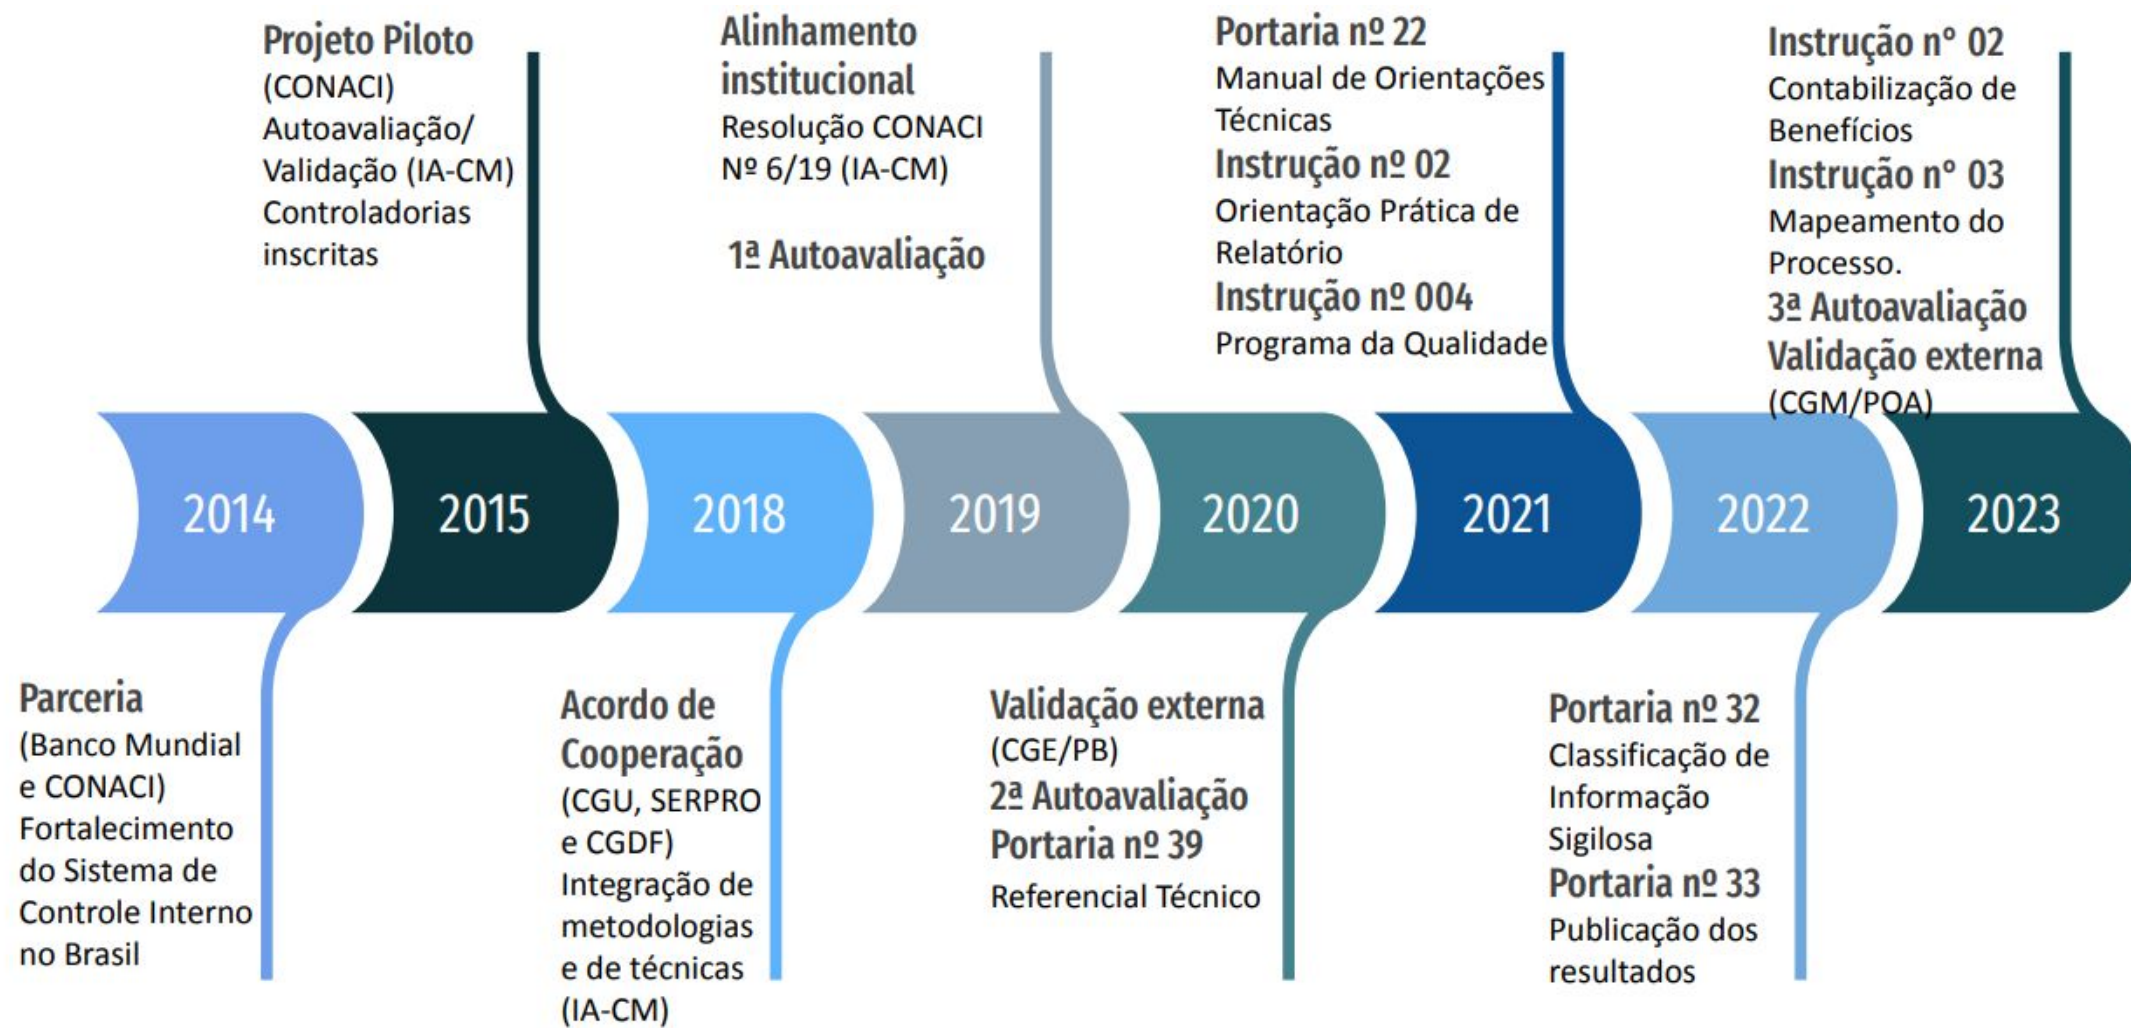 Projeto Piloto
(CONACI)
Autoavaliação/
Validação (IA-CM)
Controladorias
inscritas
Alinhamento
institucional
Resolução CONACI
Nº 6/19 (IA-CM)
1ª Autoavaliação
Portaria nº 22
Manual de Orientações
Técnicas
Instrução nº 02
Orientação Prática de
Relatório
Instrução nº 004
Programa da Qualidade
Instrução n° 02
Contabilização de
Benefícios
Instrução n° 03
Mapeamento do
Processo.
3ª Autoavaliação
Validação externa
(CGM/POA)
2014
2015
2018
2019
2020
2021
2022
2023
Parceria
(Banco Mundial
e CONACI)
Fortalecimento
do Sistema de
Controle Interno
no Brasil
Acordo de
Cooperação
(CGU, SERPRO
e CGDF)
Integração de
metodologias
e de técnicas
(IA-CM)
Validação externa
(CGE/PB)
2ª Autoavaliação
Portaria nº 39
Referencial Técnico
Portaria nº 32
Classificação de
Informação
Sigilosa
Portaria nº 33
Publicação dos
resultados